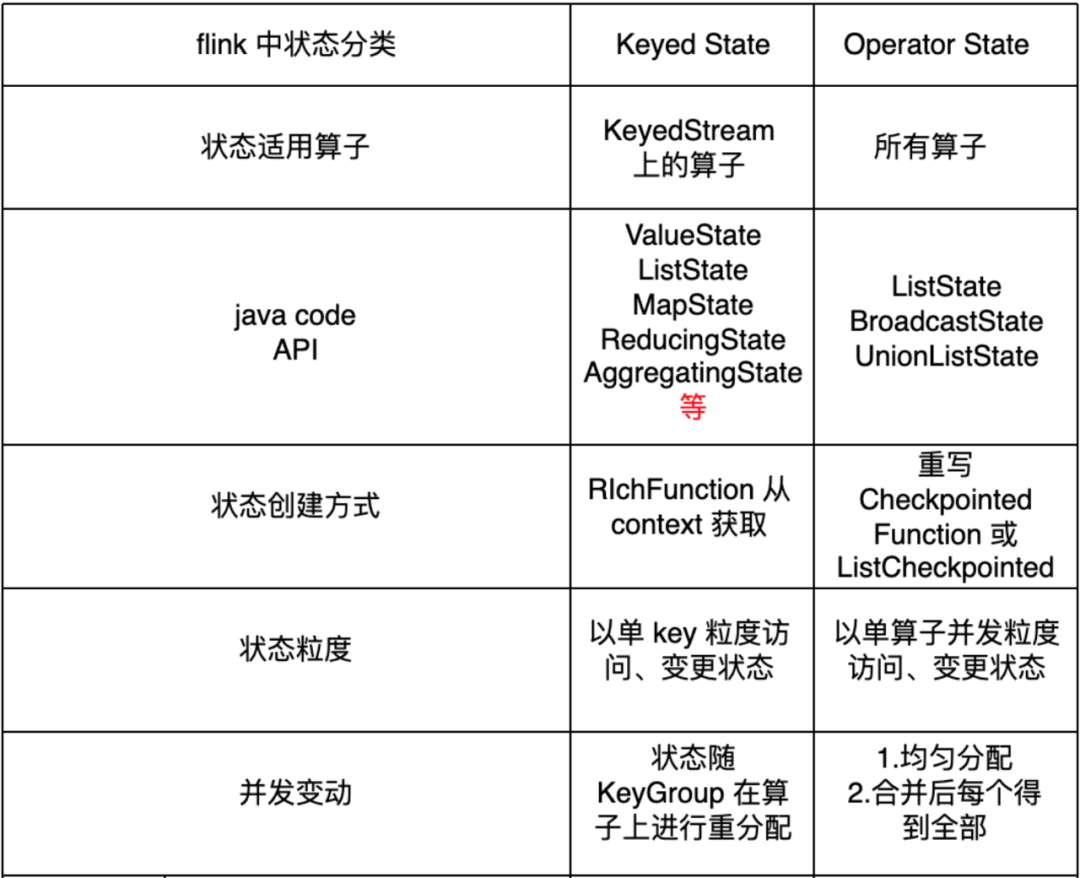 flink 中状态分类
Keyed State
Operator State
状态适用算子
KeyedStream
上的算子
所有算子
java code
API
ValueState
ListState
MapState
ReducingState
AggregatingState
等
ListState
BroadcastState
UnionListState
状态创建方式
RIchFunction 从
context 获取
重写
Checkpointed
Function 或
ListCheckpointed
状态粒度
以单 key 粒度访
问、变更状态
以单算子并发粒度
访问、变更状态
并发变动
状态随
KeyGroup 在算
子上进行重分配
1.均匀分配
2.合并后每个得
到全部